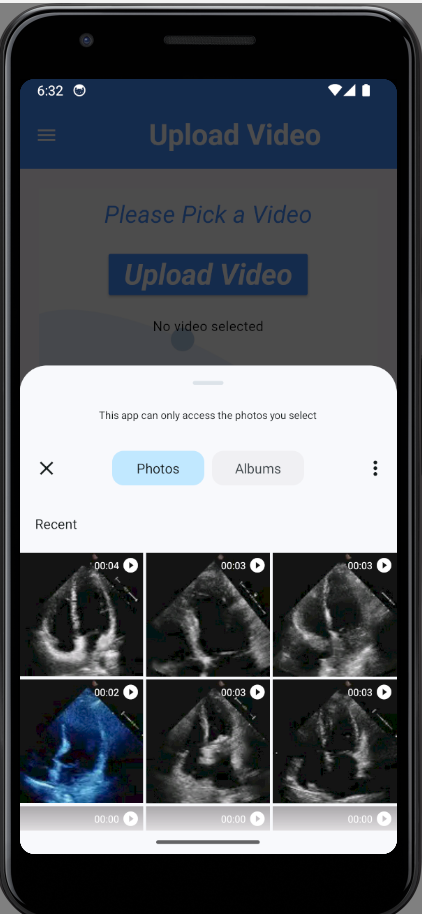 6:32
Upload Video
Please Pick a Video
Upload Video
No video selected
This app can only access the photos you select
Photos
Albums
Recent
00:04
00:03
00:03
00:02
00:03
00:03
00:00
00:00
00:00